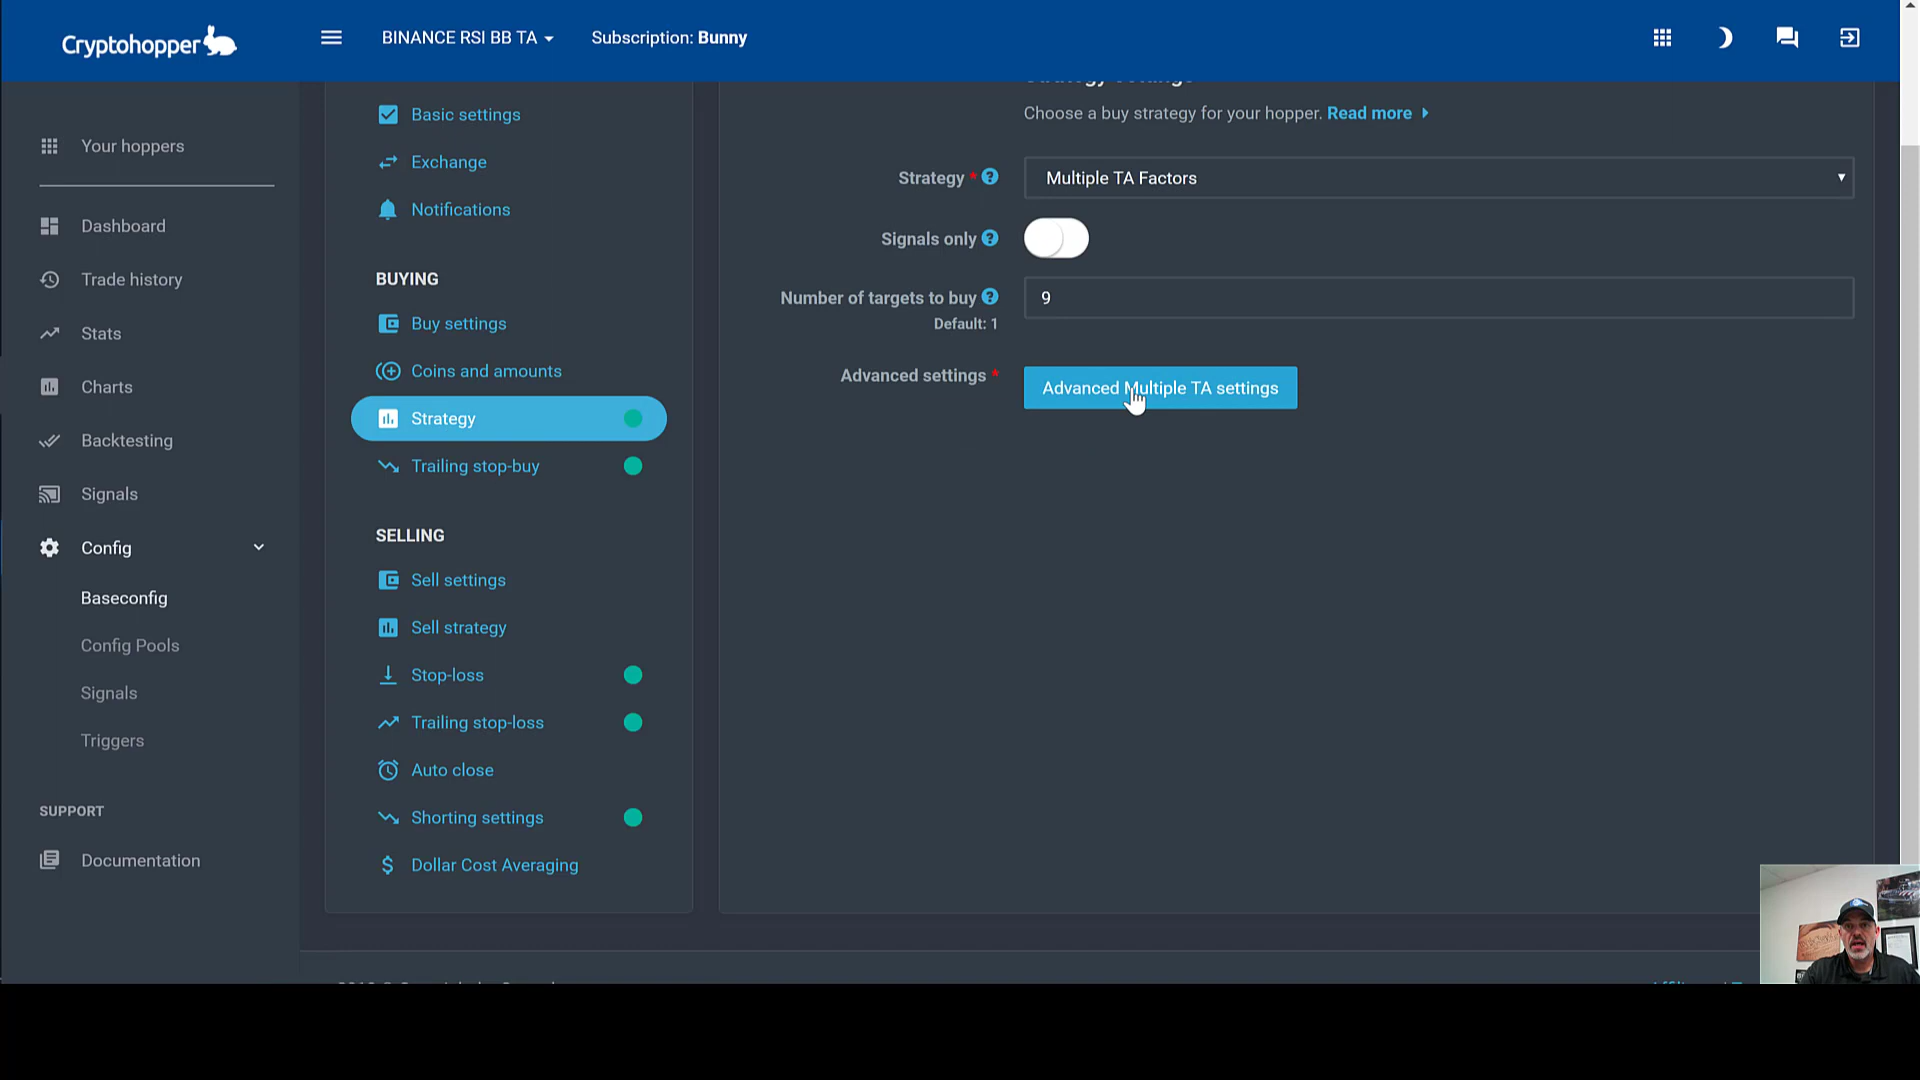 Cryptohopper
BINANCE RSI BB TA
Subscription: Bunny
Your hoppers
Dashboard
Trade history
Stats
Charts
Backtesting
Signals
Config
Baseconfig
Config Pools
Signals
Triggers
SUPPORT
Documentation
Basic settings
Exchange
Notifications
BUYING
Buy settings
Coins and amounts
Strategy
Trailing stop-buy
SELLING
Sell settings
Sell strategy
Stop-loss
Trailing stop-loss
Auto close
Shorting settings
Dollar Cost Averaging
Choose a buy strategy for your hopper. Read more
Strategy *
Multiple TA Factors
Signals only
Number of targets to buy
Default: 1
9
Advanced settings *
Advanced Multiple TA settings